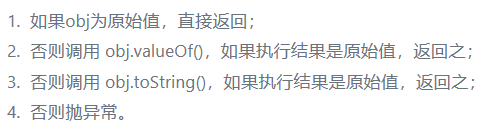 1. 如果obj为原始值，直接返回；
2. 否则调用 obj.valueOf()，如果执行结果是原始值，返回之；
3. 否则调用 obj.toString()，如果执行结果是原始值，返回之；
4. 否则抛异常。